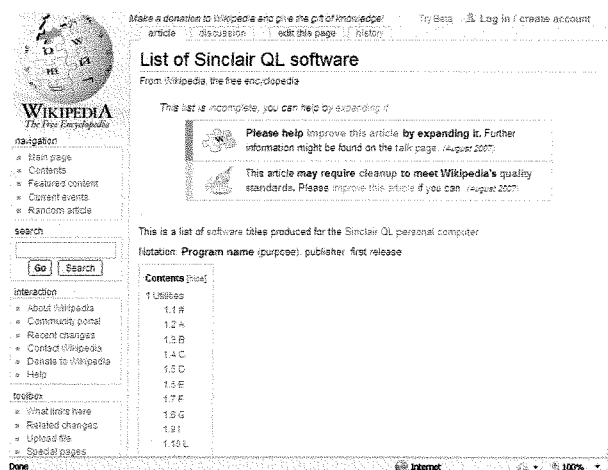 Make a donation to Wikipedia and give the gift of knowledge!
Try Beta Log in / create account
article discussion edit this page history
List of Sinclair QL software
From Wikipedia, the free encyclopedia
This list is incomplete; you can help by expanding it
Please help improve this article by expanding it. Further
information might be found on the talk page. (August 2007)
This article may require cleanup to meet Wikipedia's quality
standards. Please improve this article if you can. (August 2007)
This is a list of software titles produced for the Sinclair QL personal computer
Notation: Program name (purpose), publisher, first release
Contents [hide]
1 Utilities
1.1 #
1.2 A
1.3 B
1.4 C
1.5 D
1.6 E
1.7 F
1.8 G
1.9 I
1.10 L
WIKIPEDIA
The Free Encyclopedia
navigation
Main page
Contents
Featured content
Current events
Random article
search
Go Search
interaction
About Wikipedia
Community portal
Recent changes
Contact Wikipedia
Donate to Wikipedia
Help
toolbox
What links here
Related changes
Upload file
Special pages
Done Internet 100%